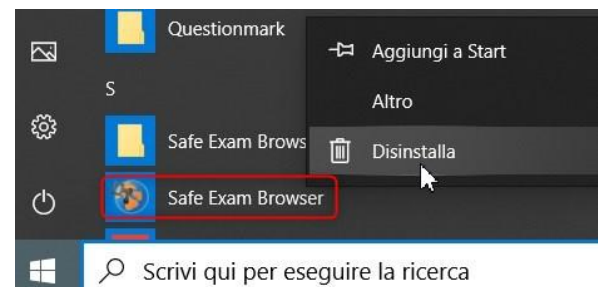 Questionmark
Aggiungi a Start
S
Altro
Safe Exam Brows
Disinstalla
Safe Exam Browser
Scrivi qui per eseguire la ricerca